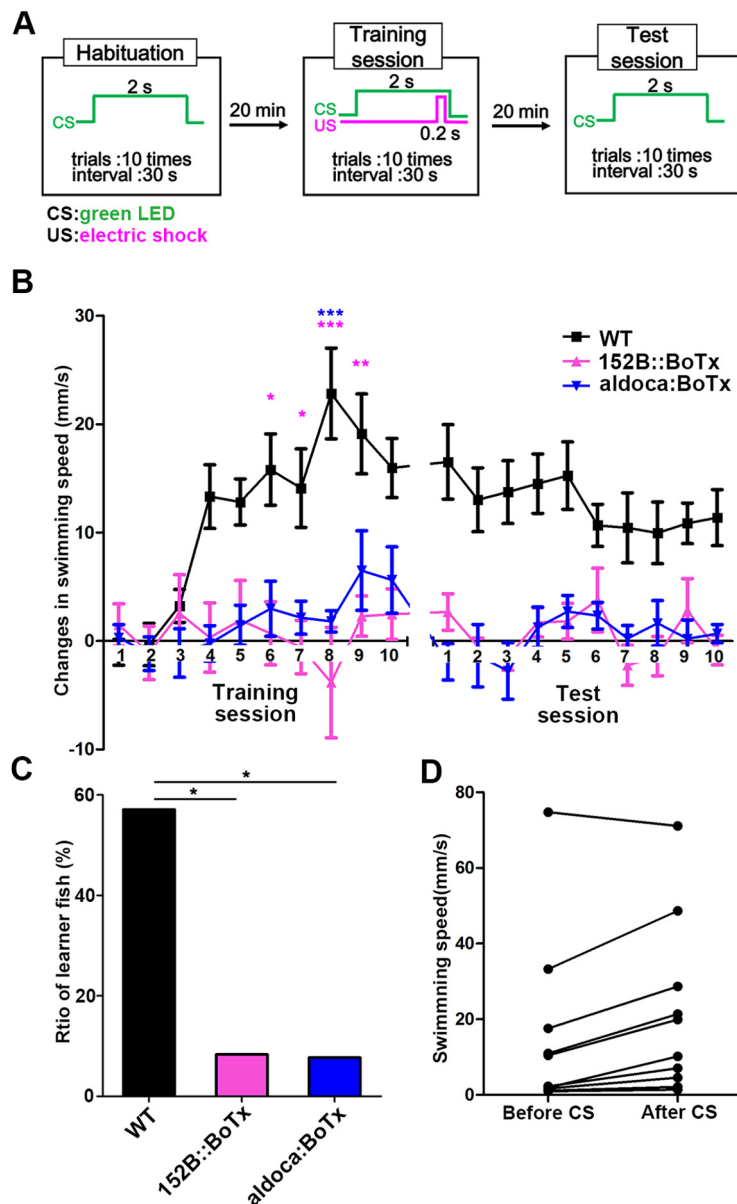 A
Habituation
2 s
CS
trials :10 times
interval :30 s
20 min
Training
session
2 s
CS
US
0.2 s
trials :10 times
interval :30 s
20 min
Test
session
2 s
CS
trials :10 times
interval :30 s
CS:green LED
US:electric shock
B
Changes in swimming speed (mm/s)
30
20
10
0
-10
***
***
*
*
**
WT
152B::BoTx
aldoca:BoTx
1 2 3 4 5 6 7 8 9 10
1 2 3 4 5 6 7 8 9 10
Training
session
Test
session
C
Rtio of learner fish (%)
60
40
20
0
*
*
WT
152B::BoTx
aldoca:BoTx
D
Swimmning speed(mm/s)
80
60
40
20
0
Before CS
After CS